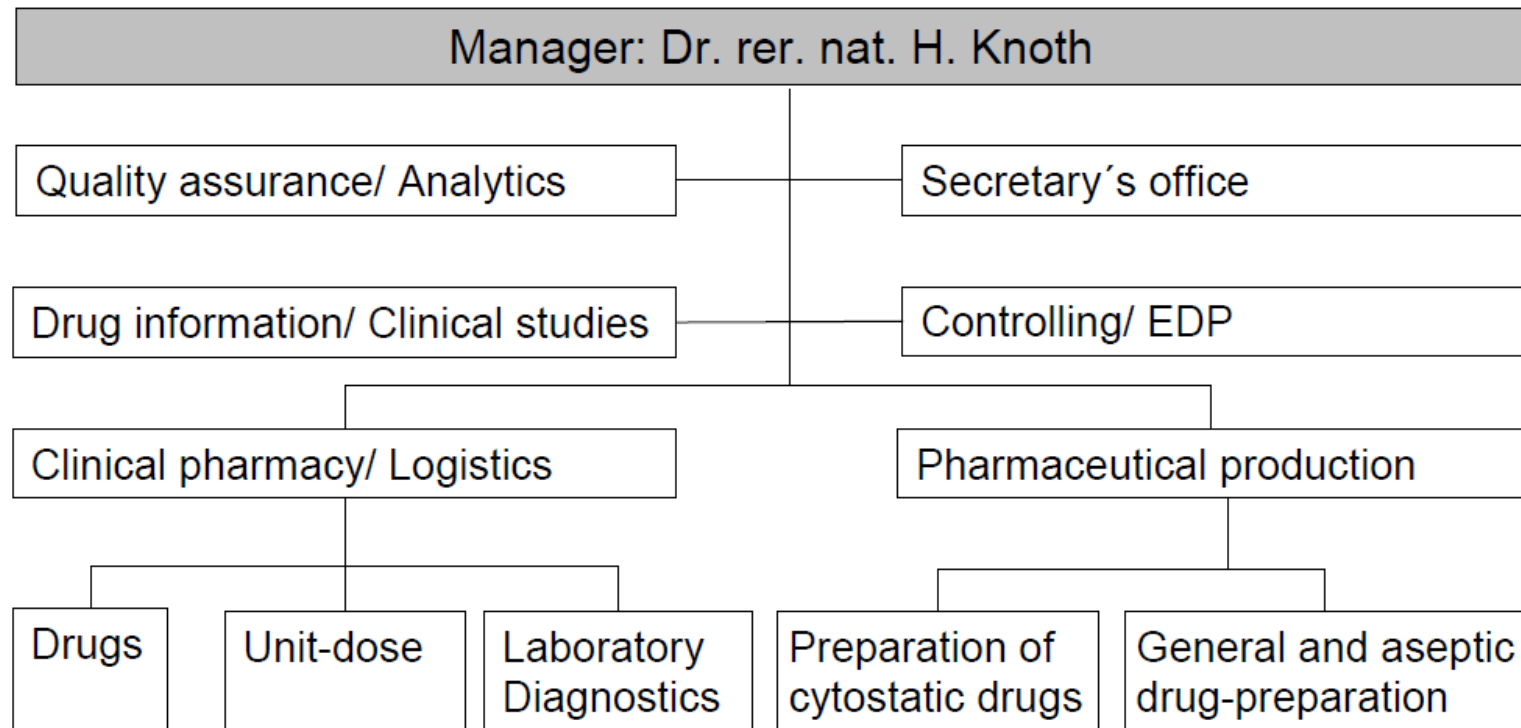 Manager: Dr. rer. nat. H. Knoth
Quality assurance/ Analytics
Secretary´s office
Drug information/ Clinical studies
Controlling/ EDP
Clinical pharmacy/ Logistics
Pharmaceutical production
Drugs
Unit-dose
Laboratory
Diagnostics
Preparation of
cytostatic drugs
General and aseptic
drug-preparation